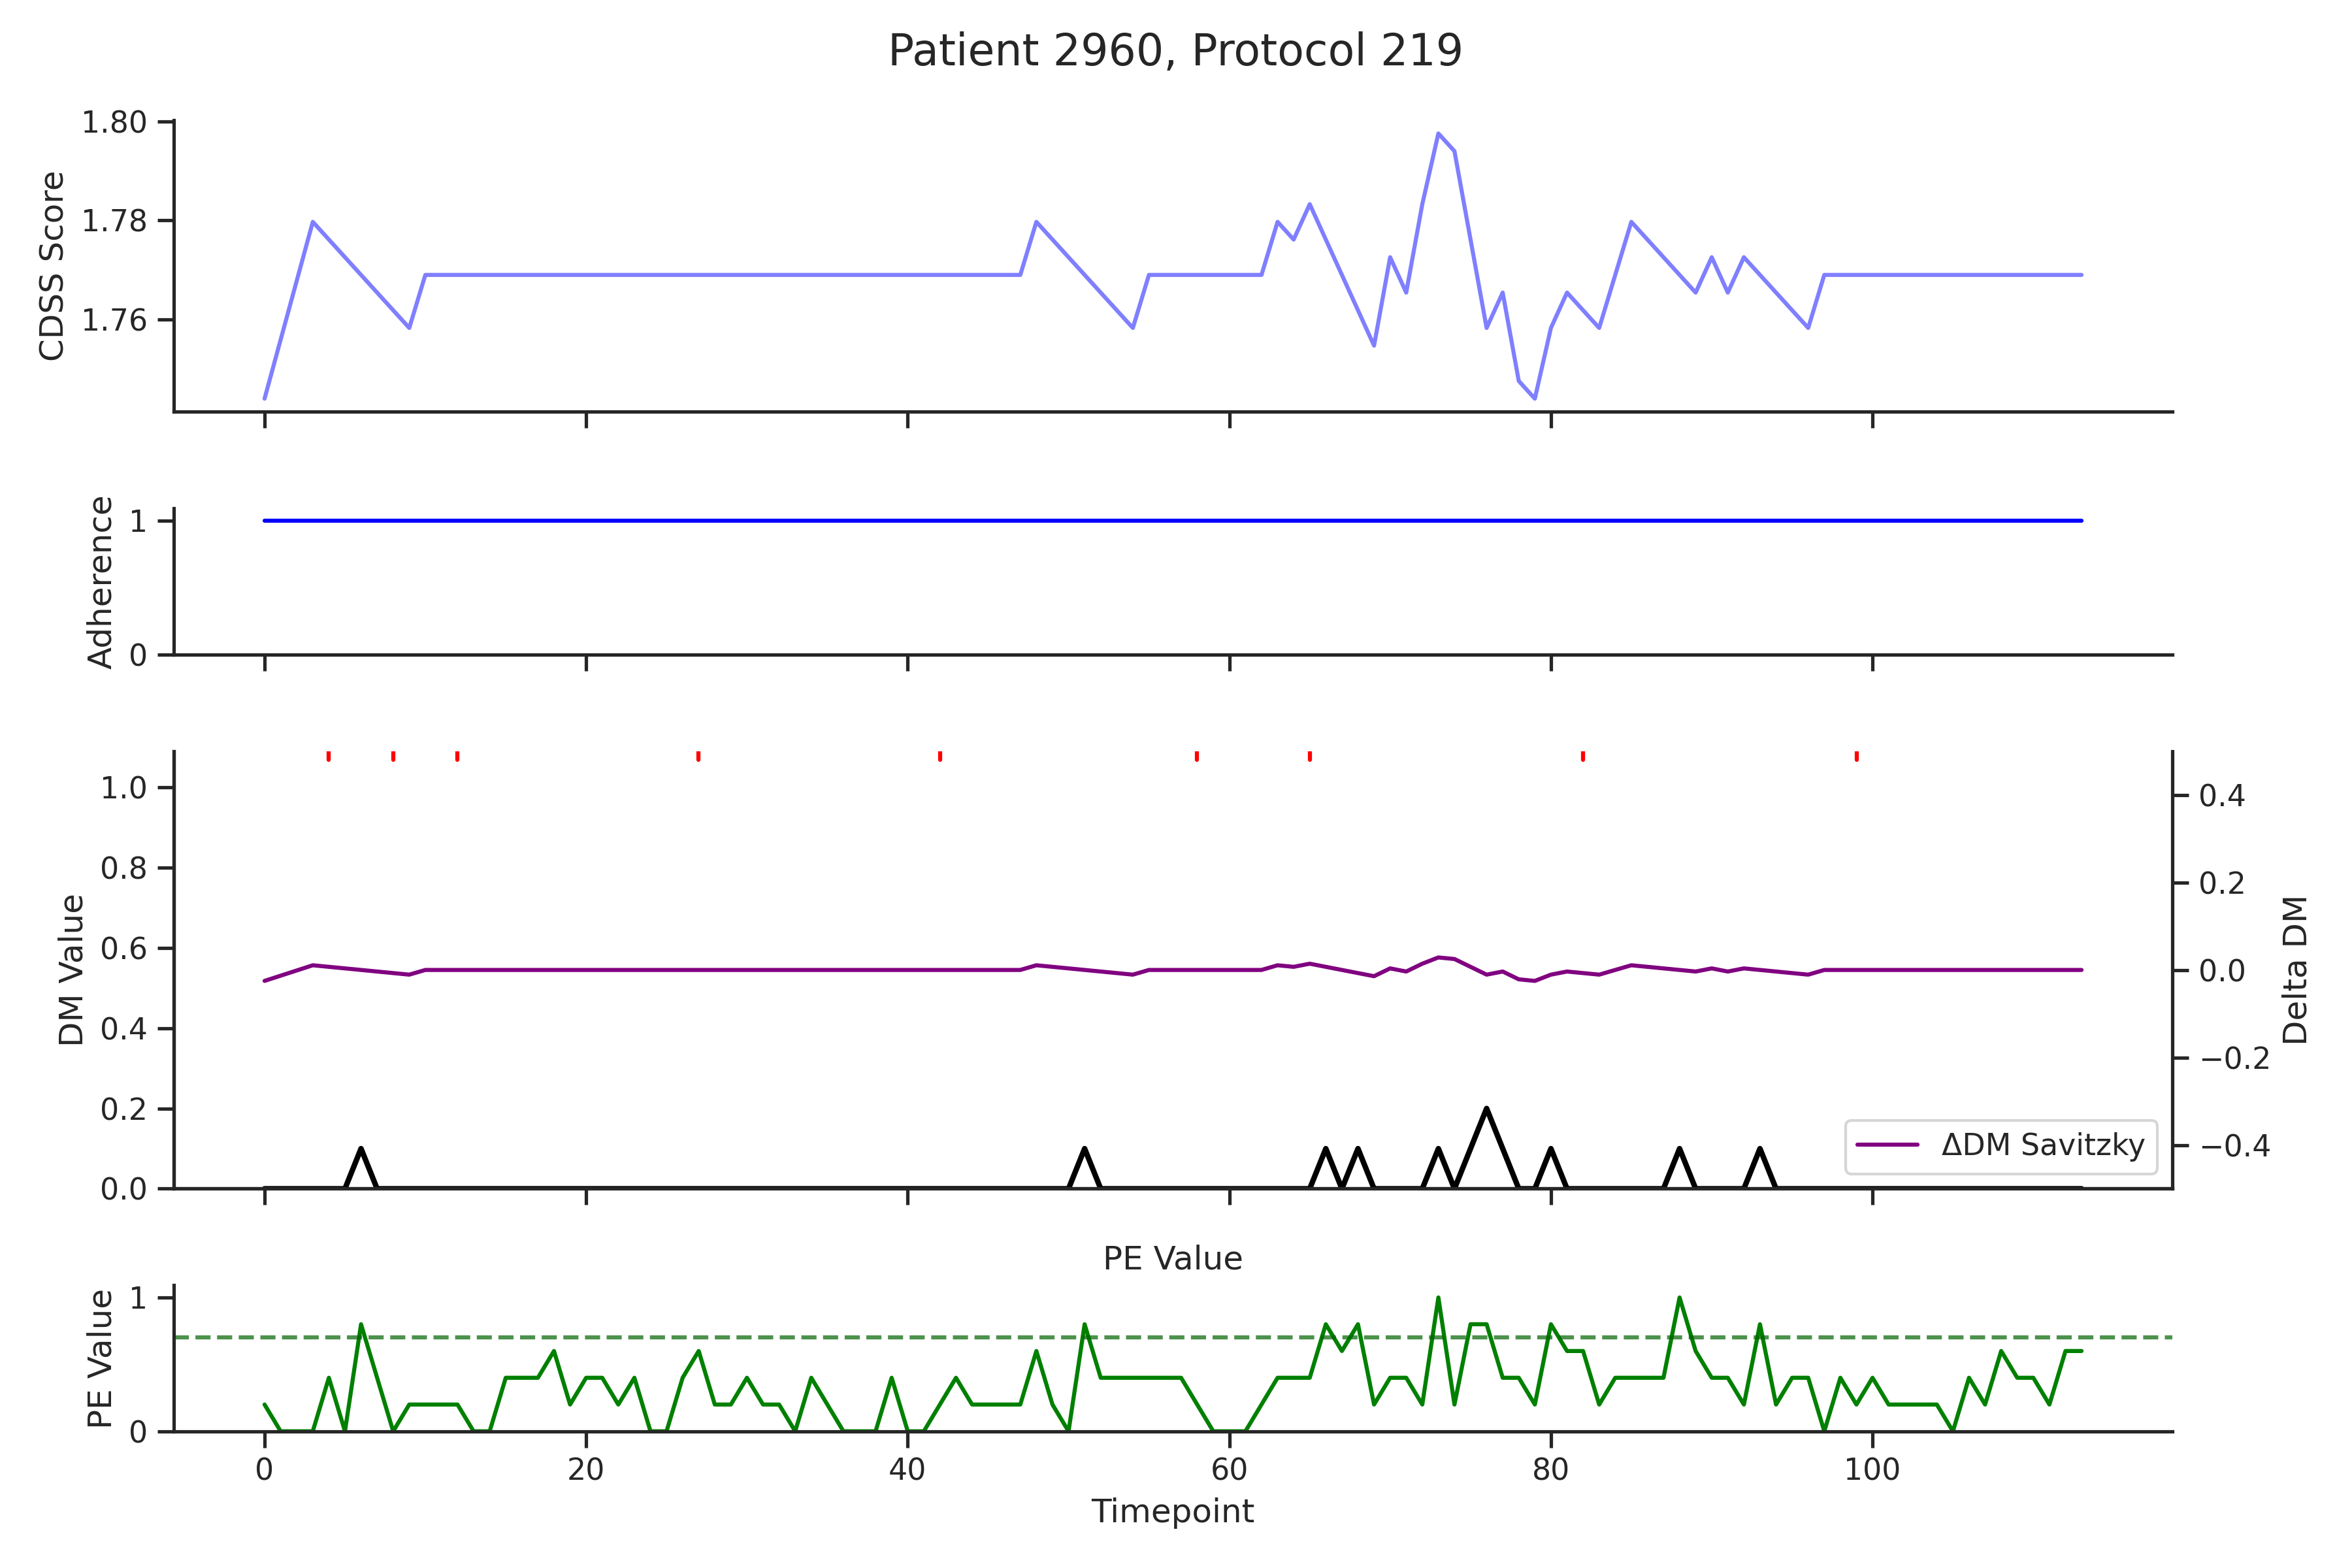 Patient 2960, Protocol 219
1.80
1.78
1.76
CDSS Score
1
0
Adherence
1.0
0.8
0.6
0.4
0.2
0.0
DM Value
0.4
0.2
0.0
−0.2
−0.4
Delta DM
ΔDM Savitzky
PE Value
1
0
PE Value
0 20 40 60 80 100
Timepoint